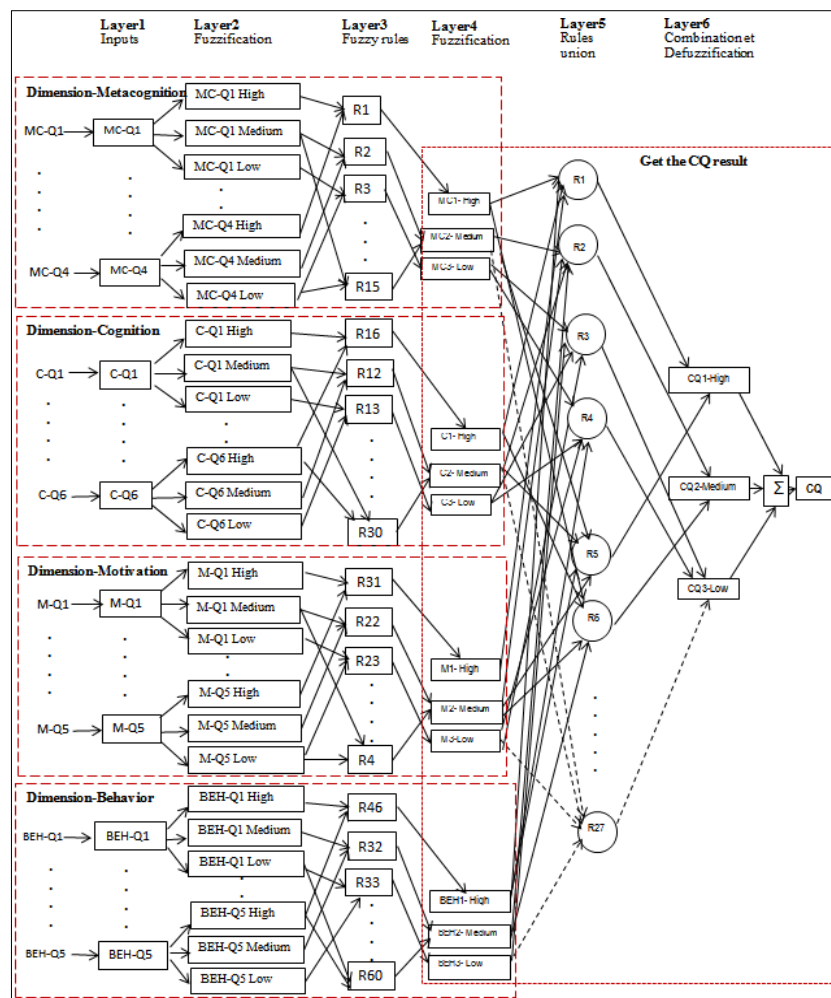 Layer1 Layer2 Layer3 Layer4 Layer5 Layer6
Inputs Fuzzification Fuzzy rules Fuzzification Rules Combination et
union Defuzzification
Dimension-Metacognition
MC-Q1 MC-Q1
MC-Q1 High
MC-Q1 Medium
MC-Q1 Low
MC-Q4 MC-Q4
MC-Q4 High
MC-Q4 Medium
MC-Q4 Low
R1
R2
R3
R15
MC1- High
MC2- Medium
MC3- Low
Dimension-Cognition
C-Q1 C-Q1
C-Q1 High
C-Q1 Medium
C-Q1 Low
C-Q6 C-Q6
C-Q6 High
C-Q6 Medium
C-Q6 Low
R16
R12
R13
R30
C1- High
C2- Medium
C3- Low
Dimension-Motivation
M-Q1 M-Q1
M-Q1 High
M-Q1 Medium
M-Q1 Low
M-Q5 M-Q5
M-Q5 High
M-Q5 Medium
M-Q5 Low
R31
R22
R23
R4
M1- High
M2- Medium
M3-Low
Dimension-Behavior
BEH-Q1 BEH-Q1
BEH-Q1 High
BEH-Q1 Medium
BEH-Q1 Low
BEH-Q5 BEH-Q5
BEH-Q5 High
BEH-Q5 Medium
BEH-Q5 Low
R46
R32
R33
R60
BEH1- High
BEH2- Medium
BEH3- Low
Get the CQ result
R1
R2
R3
R4
R5
R6
R27
CQ1-High
CQ2-Medium
CQ3-Low
Σ
CQ